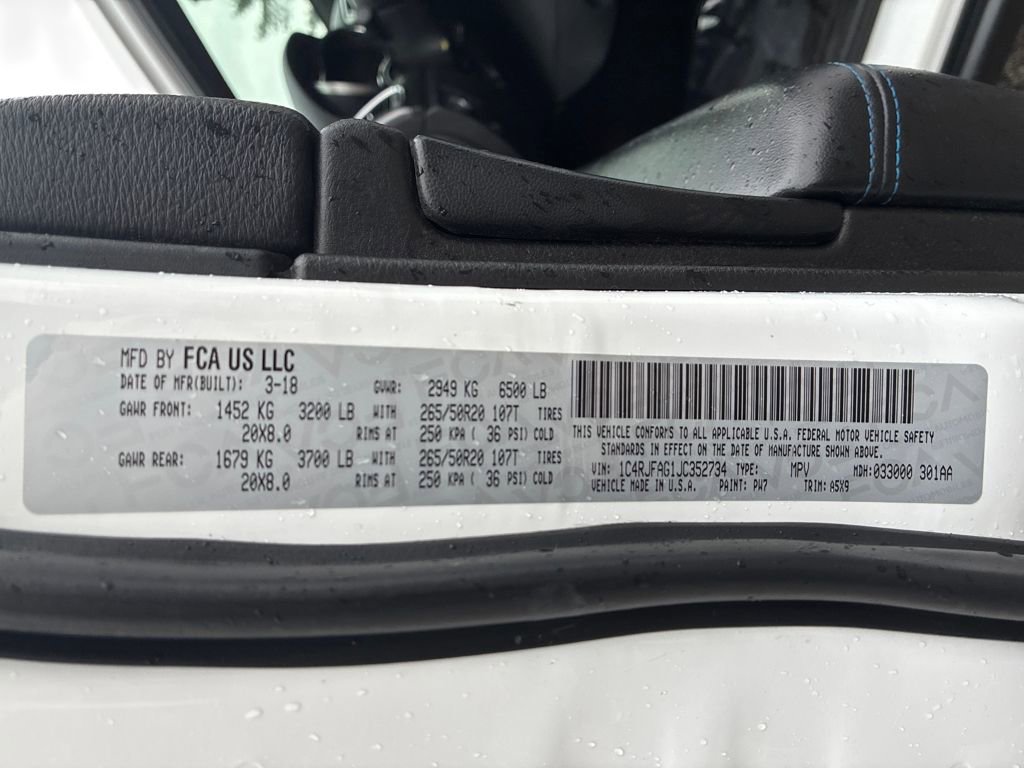 MFD BY FCA US LLC
DATE OF MFR(BUILT): 3-18 GVWR: 2949 KG 6500 LB
GAWR FRONT: 1452 KG 3200 LB WITH 265/50R20 107T TIRES
20X8.0 RIMS AT 250 KPA ( 36 PSI) COLD
GAWR REAR: 1679 KG 3700 LB WITH 265/50R20 107T TIRES
20X8.0 RIMS AT 250 KPA ( 36 PSI) COLD
THIS VEHICLE CONFORMS TO ALL APPLICABLE U.S.A. FEDERAL MOTOR VEHICLE SAFETY
STANDARDS IN EFFECT ON THE DATE OF MANUFACTURE SHOWN ABOVE.
VIN: 1C4RJFAG1JC352734 TYPE: MPV MDH:033000 301AA
VEHICLE MADE IN U.S.A. PAINT: PW7 TRIM: A5X9